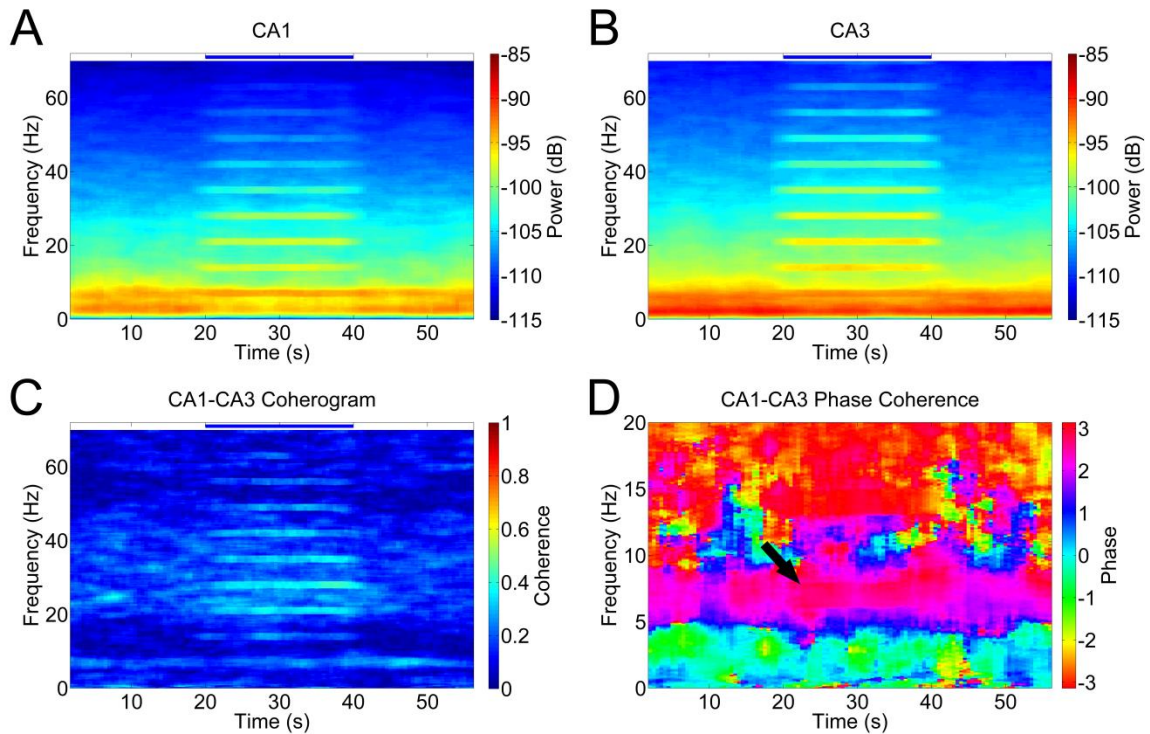 A
CA1
Frequency (Hz)
60
40
20
0
10 20 30 40 50
Time (s)
-85
-90
-95
-100
-105
-110
-115
Power (dB)
B
CA3
Frequency (Hz)
60
40
20
0
10 20 30 40 50
Time (s)
-85
-90
-95
-100
-105
-110
-115
Power (dB)
C
CA1-CA3 Coherogram
Frequency (Hz)
60
40
20
0
10 20 30 40 50
Time (s)
1
0.8
0.6
0.4
0.2
0
Coherence
D
CA1-CA3 Phase Coherence
Frequency (Hz)
20
15
10
5
0
10 20 30 40 50
Time (s)
3
2
1
0
-1
-2
-3
Phase